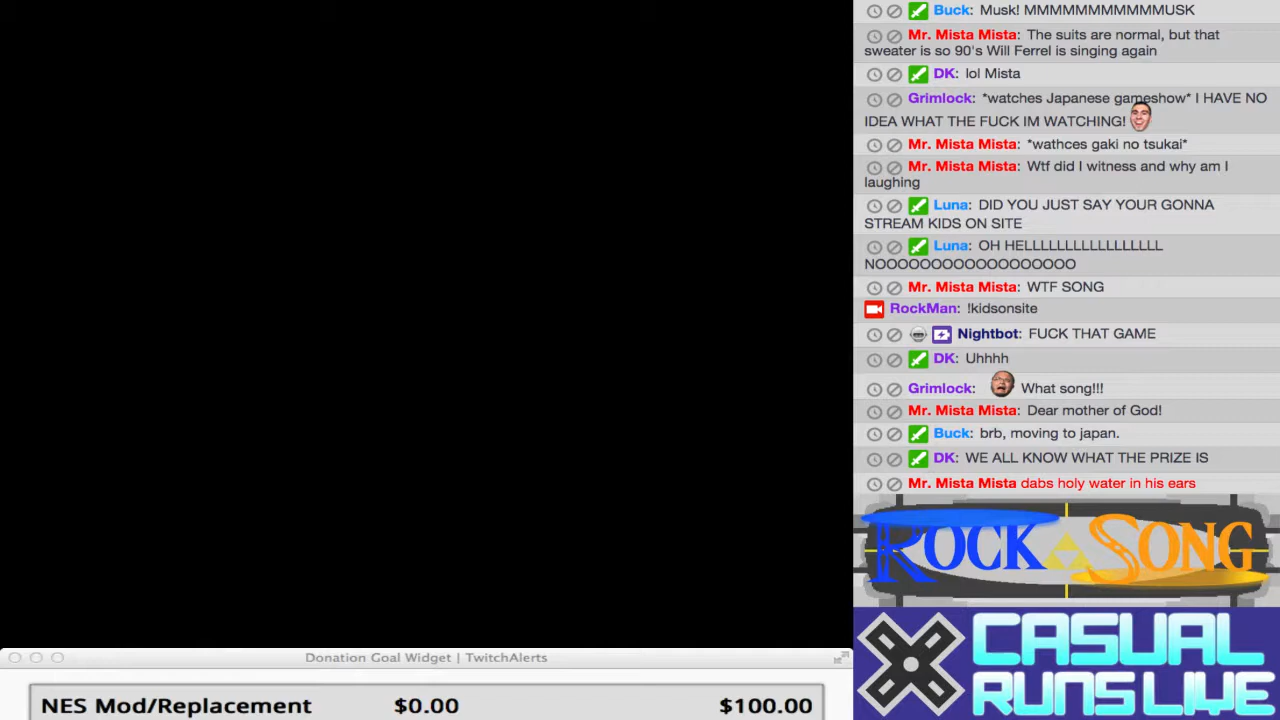 Buck: Musk! MMMMMMMMMMMUSK
Mr. Mista Mista: The suits are normal, but that
sweater is so 90's Will Ferrel is singing again
DK: lol Mista
Grimlock: *watches Japanese gameshow* I HAVE NO
IDEA WHAT THE FUCK IM WATCHING!
Mr. Mista Mista: *wathces gaki no tsukai*
Mr. Mista Mista: Wtf did I witness and why am I
laughing
Luna: DID YOU JUST SAY YOUR GONNA
STREAM KIDS ON SITE
Luna: OH HELLLLLLLLLLLLLLLLL
NOOOOOOOOOOOOOOOOOO
Mr. Mista Mista: WTF SONG
RockMan: !kidsonsite
Nightbot: FUCK THAT GAME
DK: Uhhhh
Grimlock: What song!!!
Mr. Mista Mista: Dear mother of God!
Buck: brb, moving to japan.
DK: WE ALL KNOW WHAT THE PRIZE IS
Mr. Mista Mista dabs holy water in his ears
ROCK SONG
CASUAL
RUNS LIVE
Donation Goal Widget | TwitchAlerts
NES Mod/Replacement $0.00 $100.00